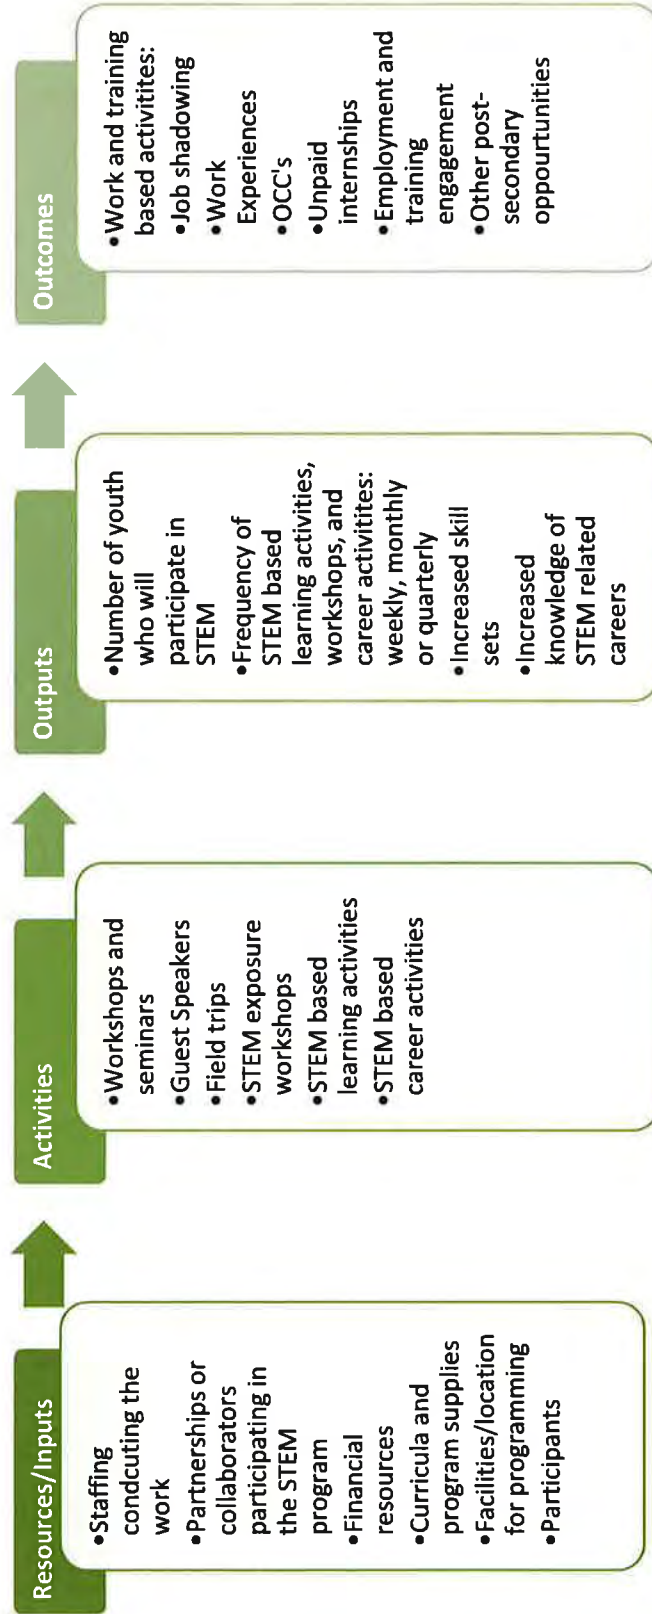 Resources/Inputs
•Staffing
condcuting the
work
•Partnerships or
collaborators
participating in
the STEM
program
•Financial
resources
•Curricula and
program supplies
•Facilities/location
for programming
•Participants
Activities
•Workshops and
seminars
•Guest Speakers
•Field trips
•STEM exposure
workshops
•STEM based
learning activities
•STEM based
career activities
Outputs
•Number of youth
who will
participate in
STEM
•Frequency of
STEM based
learning activities,
workshops, and
career activitites:
weekly, monthly
or quarterly
•Increased skill
sets
•Increased
knowledge of
STEM related
careers
Outcomes
•Work and training
based activitites:
•Job shadowing
•Work
Experiences
•OCC's
•Unpaid
internships
•Employment and
training
engagement
•Other post-
secondary
oppourtunities